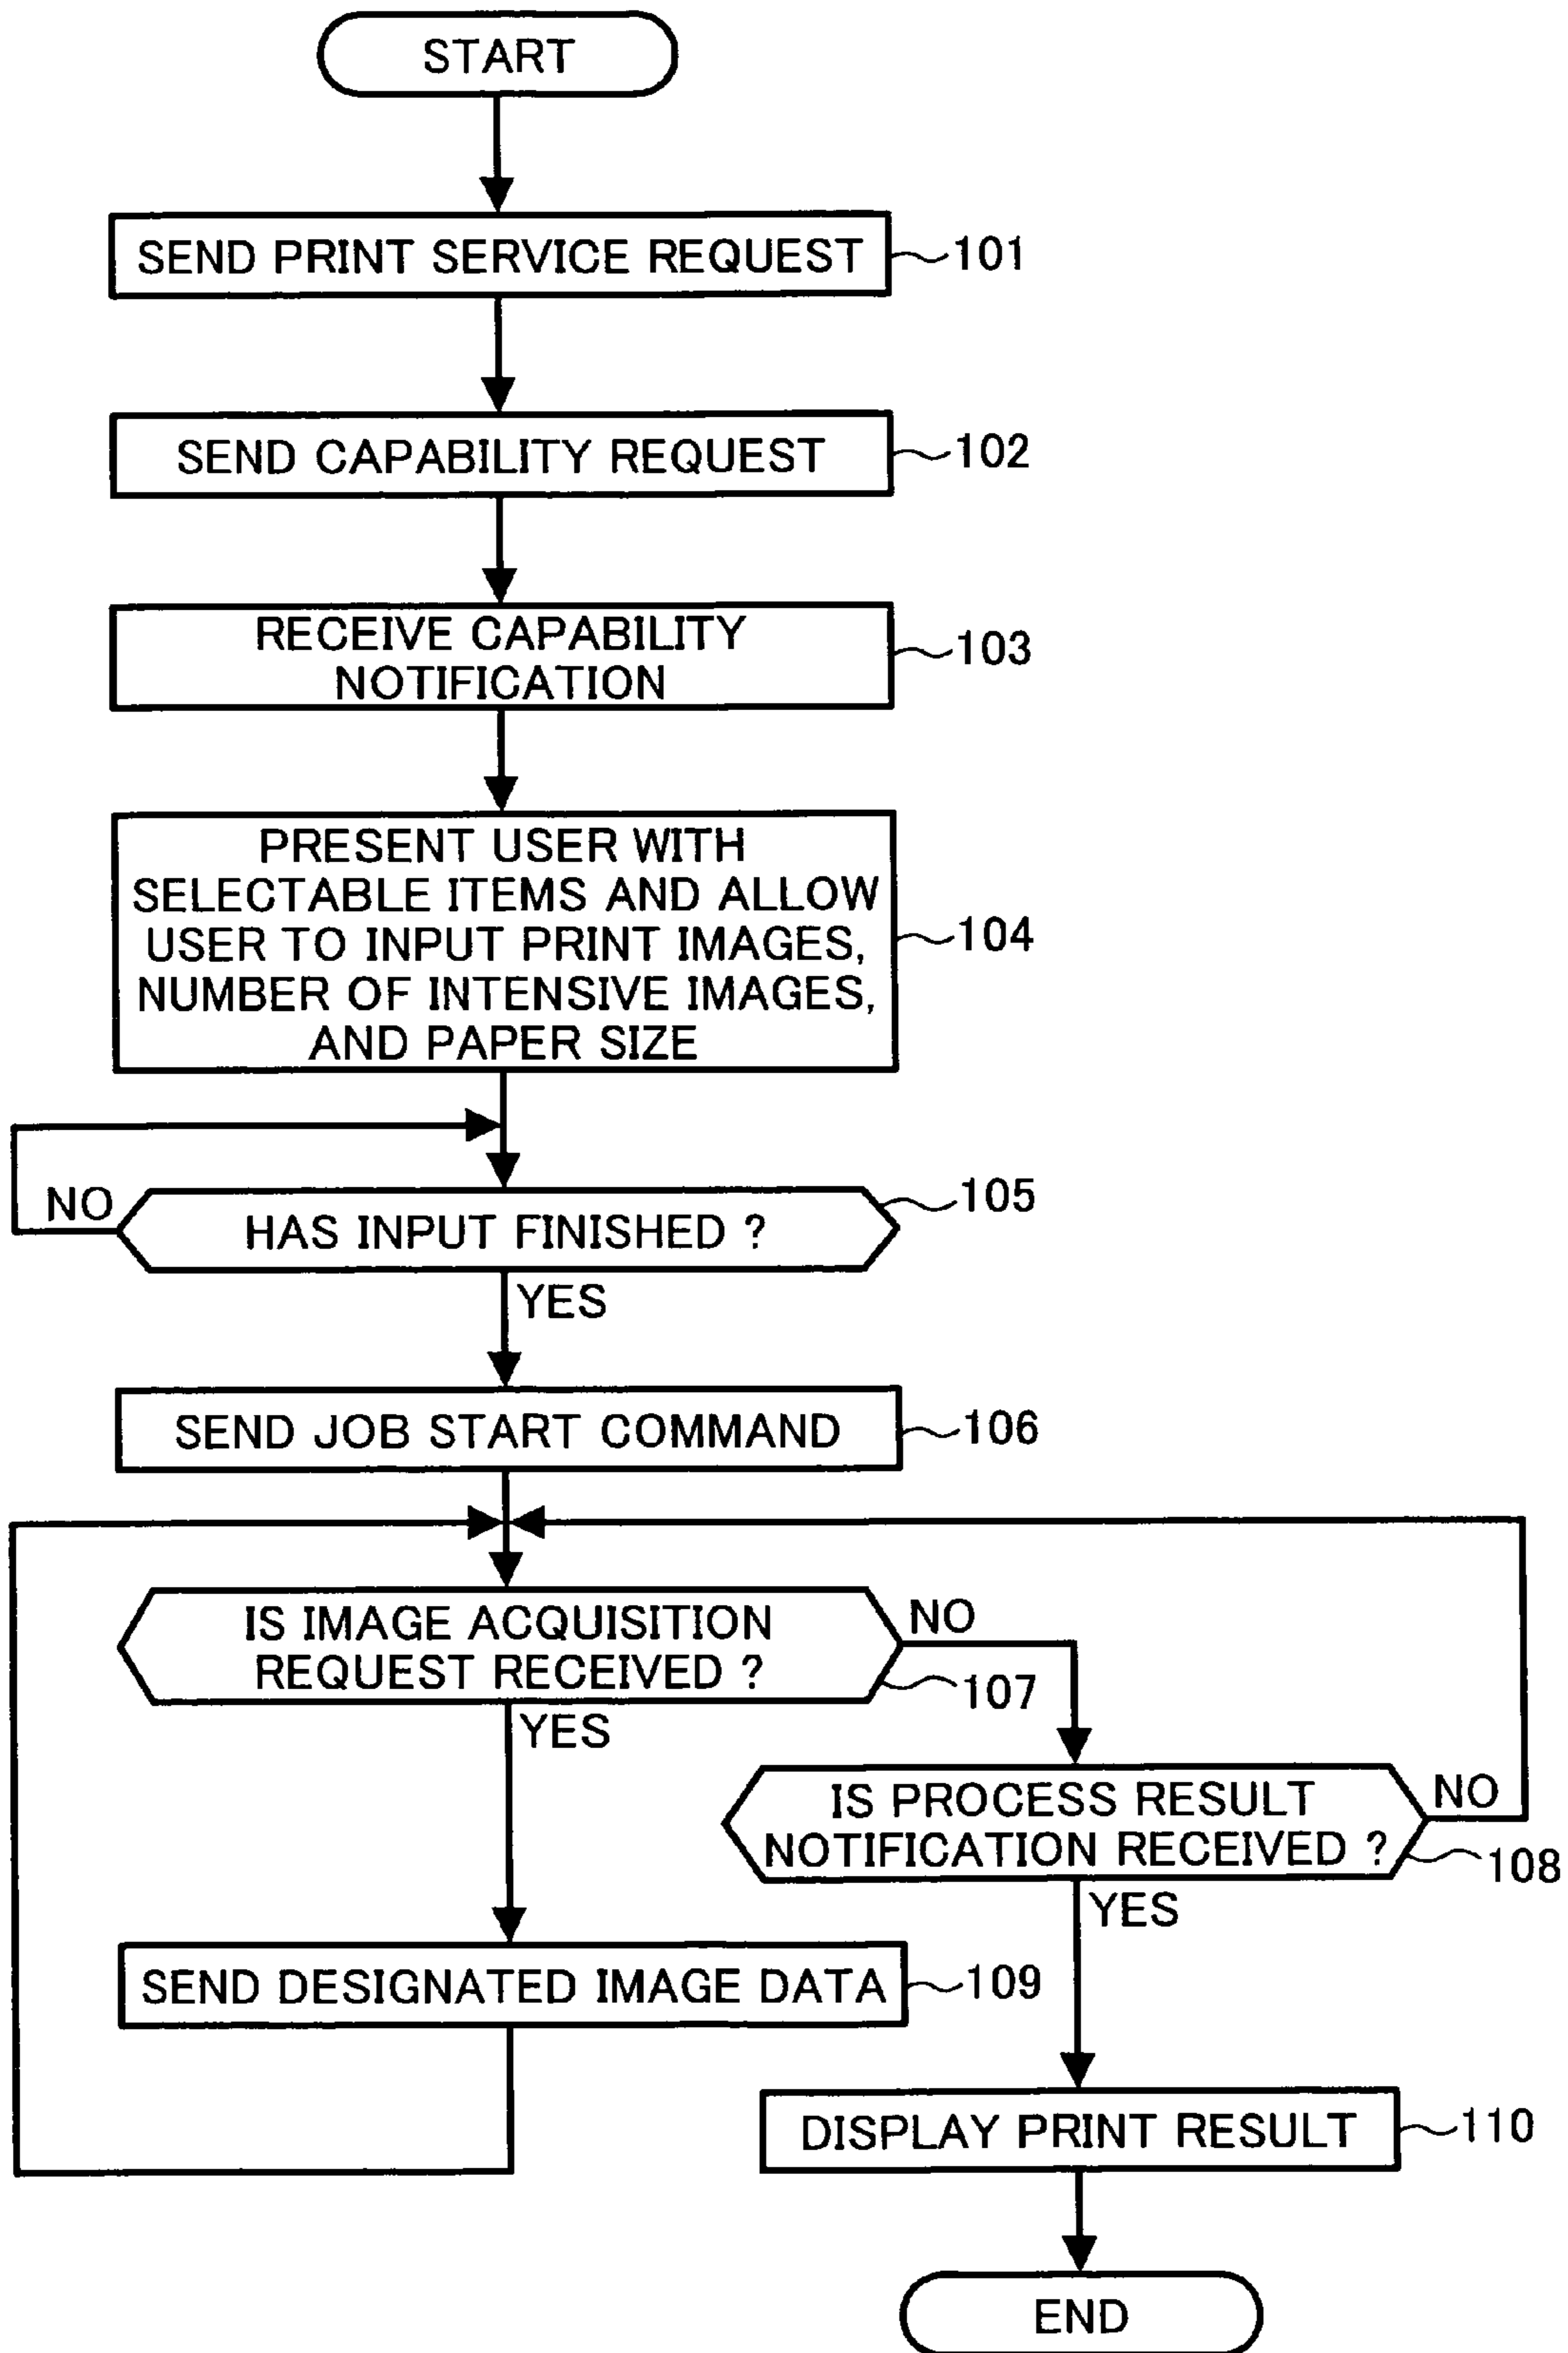 START
SEND PRINT SERVICE REQUEST
101
SEND CAPABILITY REQUEST
102
RECEIVE CAPABILITY
NOTIFICATION
103
PRESENT USER WITH
SELECTABLE ITEMS AND ALLOW
USER TO INPUT PRINT IMAGES,
NUMBER OF INTENSIVE IMAGES,
AND PAPER SIZE
104
NO
HAS INPUT FINISHED ?
105
YES
SEND JOB START COMMAND
106
IS IMAGE ACQUISITION
REQUEST RECEIVED ?
NO
107
YES
IS PROCESS RESULT
NOTIFICATION RECEIVED ?
NO
108
YES
SEND DESIGNATED IMAGE DATA
109
DISPLAY PRINT RESULT
110
END